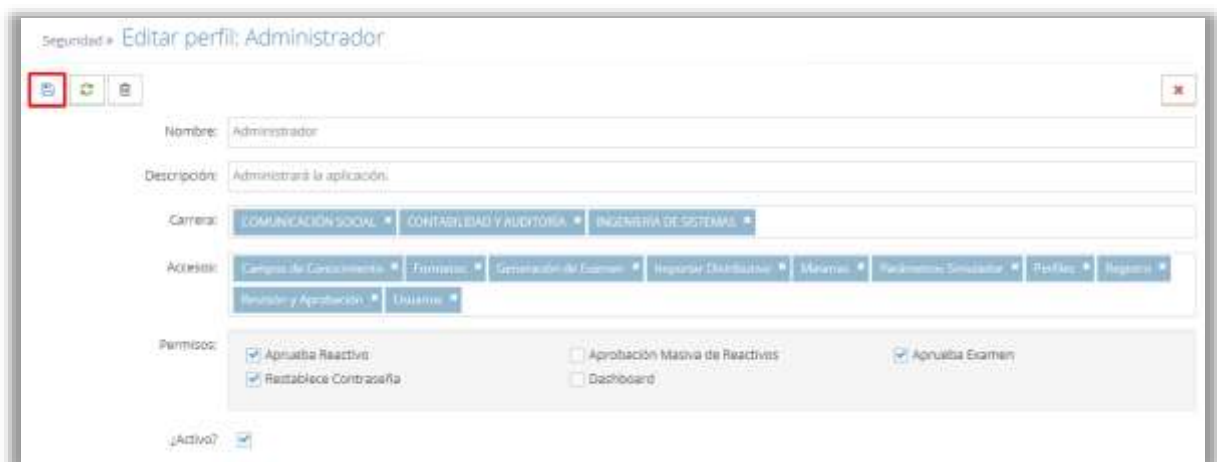 Seguridad » Editar perfil: Administrador
Nombre: Administrador
Descripción: Administrará la aplicación.
Carrera: COMUNICACIÓN SOCIAL CONTABILIDAD Y AUDITORÍA INGENIERÍA DE SISTEMAS
Accesos: Campos de Conocimiento Formatos Generación de Examen Importar Distributivo Materias Parámetros Simulador Perfiles Registro
Revisión y Aprobación Usuarios
Permisos: Aprueba Reactivo Aprobación Masiva de Reactivos Aprueba Examen
Restablece Contraseña Dashboard
¿Activo?